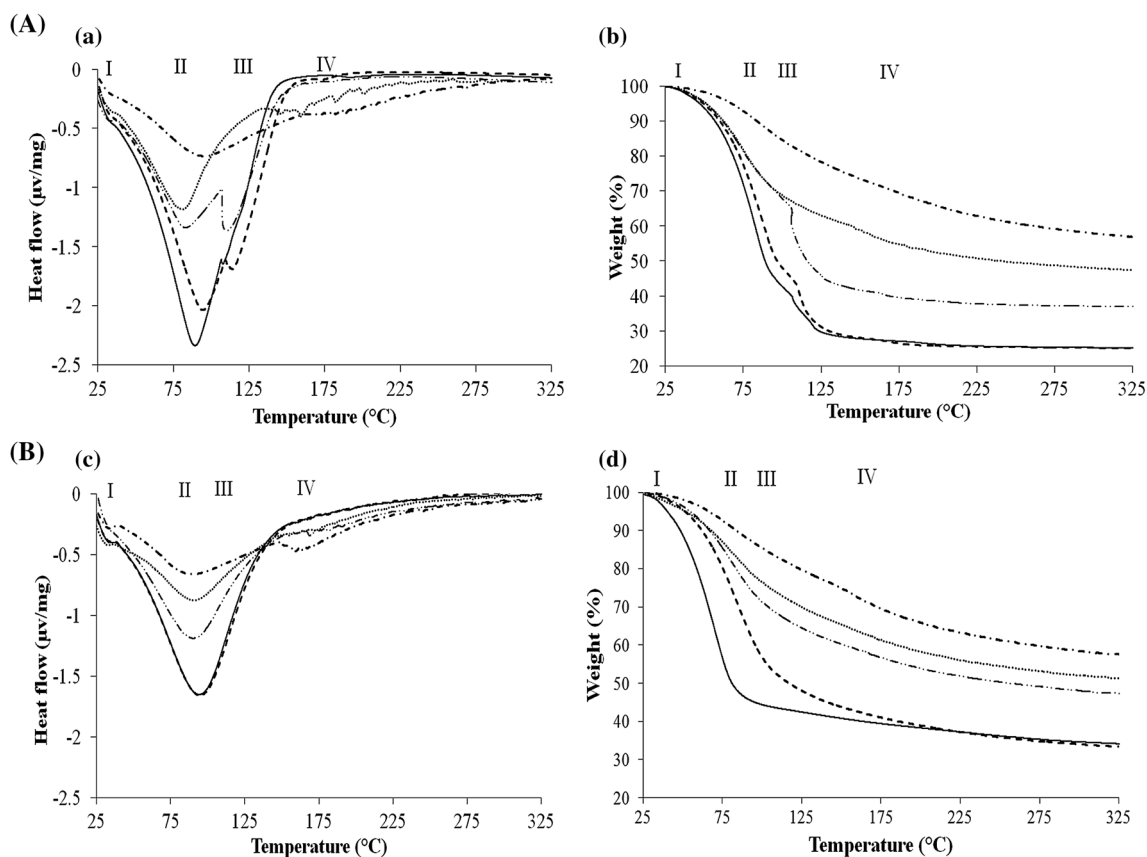 (A)
(a)
I II III IV
0
-0.5
-1
-1.5
-2
-2.5
Heat flow (μv/mg)
25 75 125 175 225 275 325
Temperature (°C)
(b)
I II III IV
100
90
80
70
60
50
40
30
20
Weight (%)
25 75 125 175 225 275 325
Temperature (°C)
(B)
(c)
I II III IV
0
-0.5
-1
-1.5
-2
-2.5
Heat flow (μv/mg)
25 75 125 175 225 275 325
Temperature (°C)
(d)
I II III IV
100
90
80
70
60
50
40
30
20
Weight (%)
25 75 125 175 225 275 325
Temperature (°C)